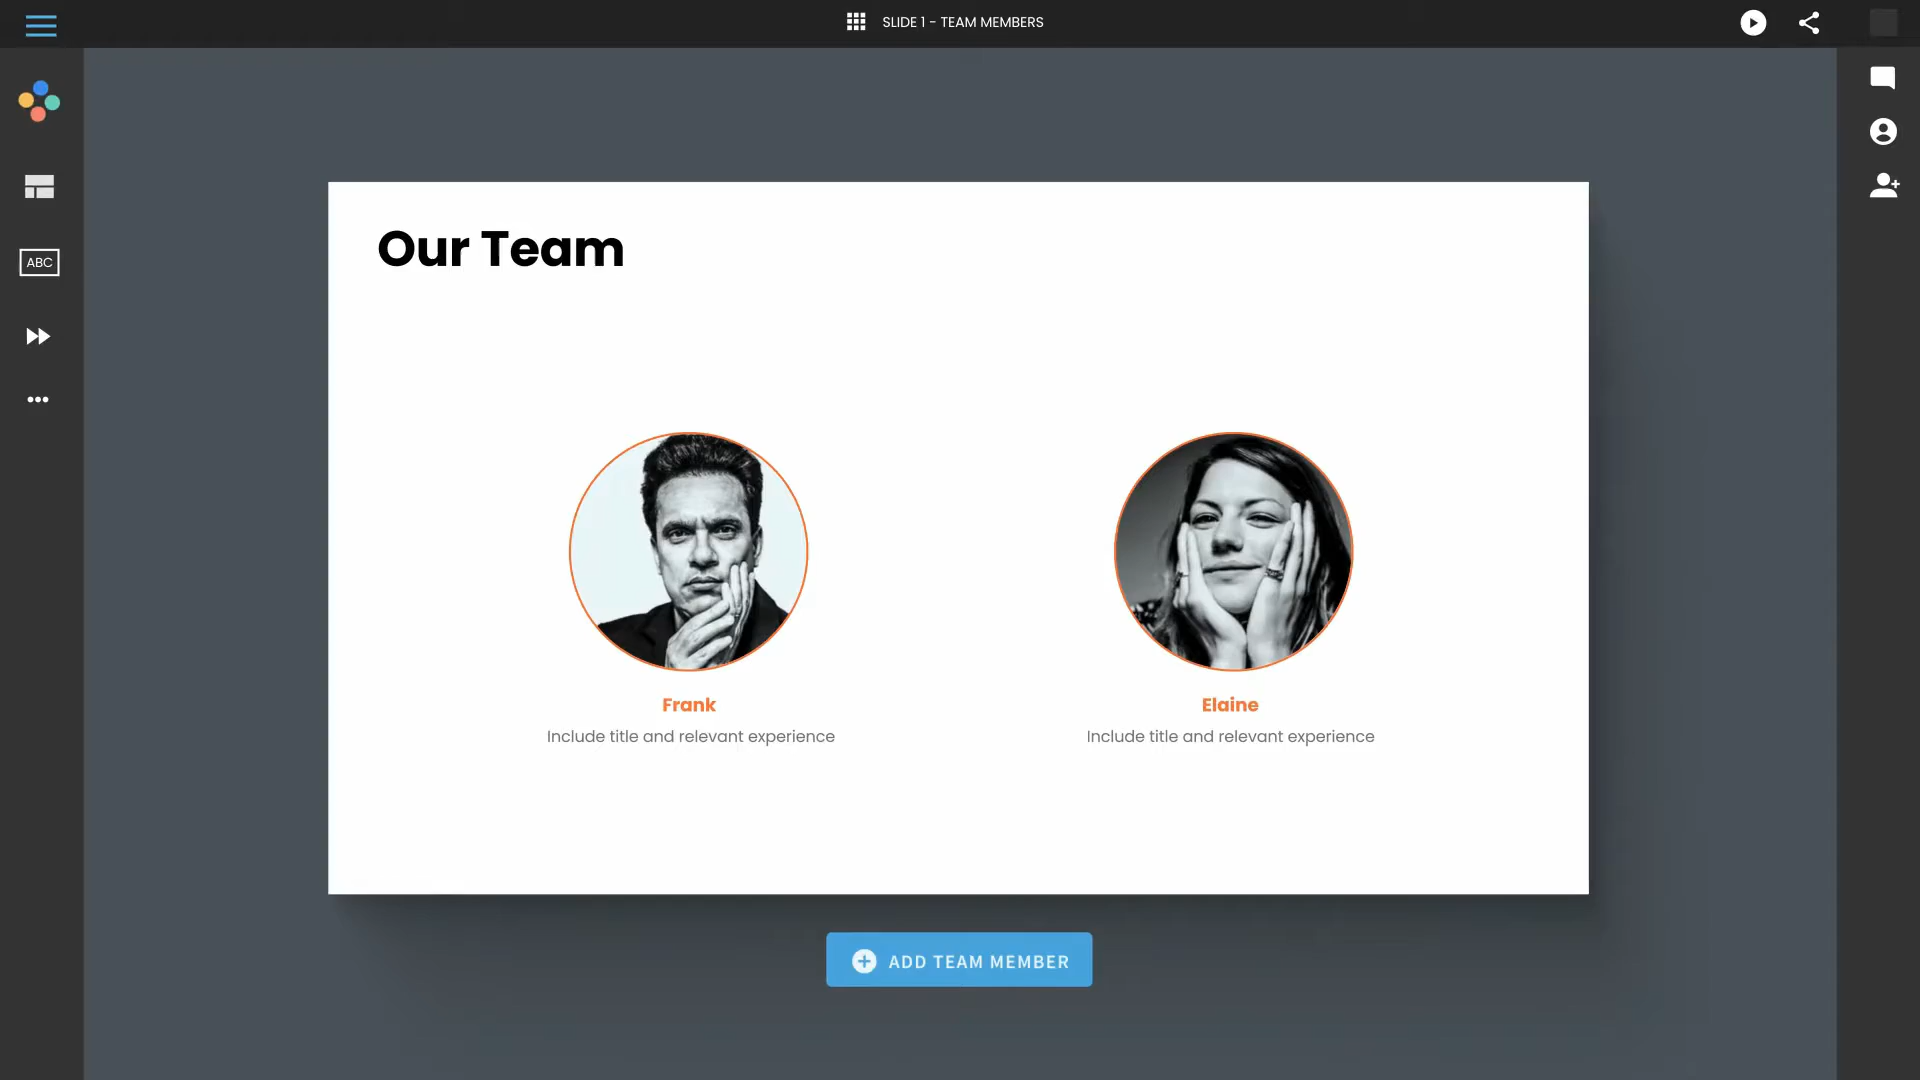 SLIDE 1 - TEAM MEMBERS
ABC
Our Team
Frank
Include title and relevant experience
Elaine
Include title and relevant experience
ADD TEAM MEMBER